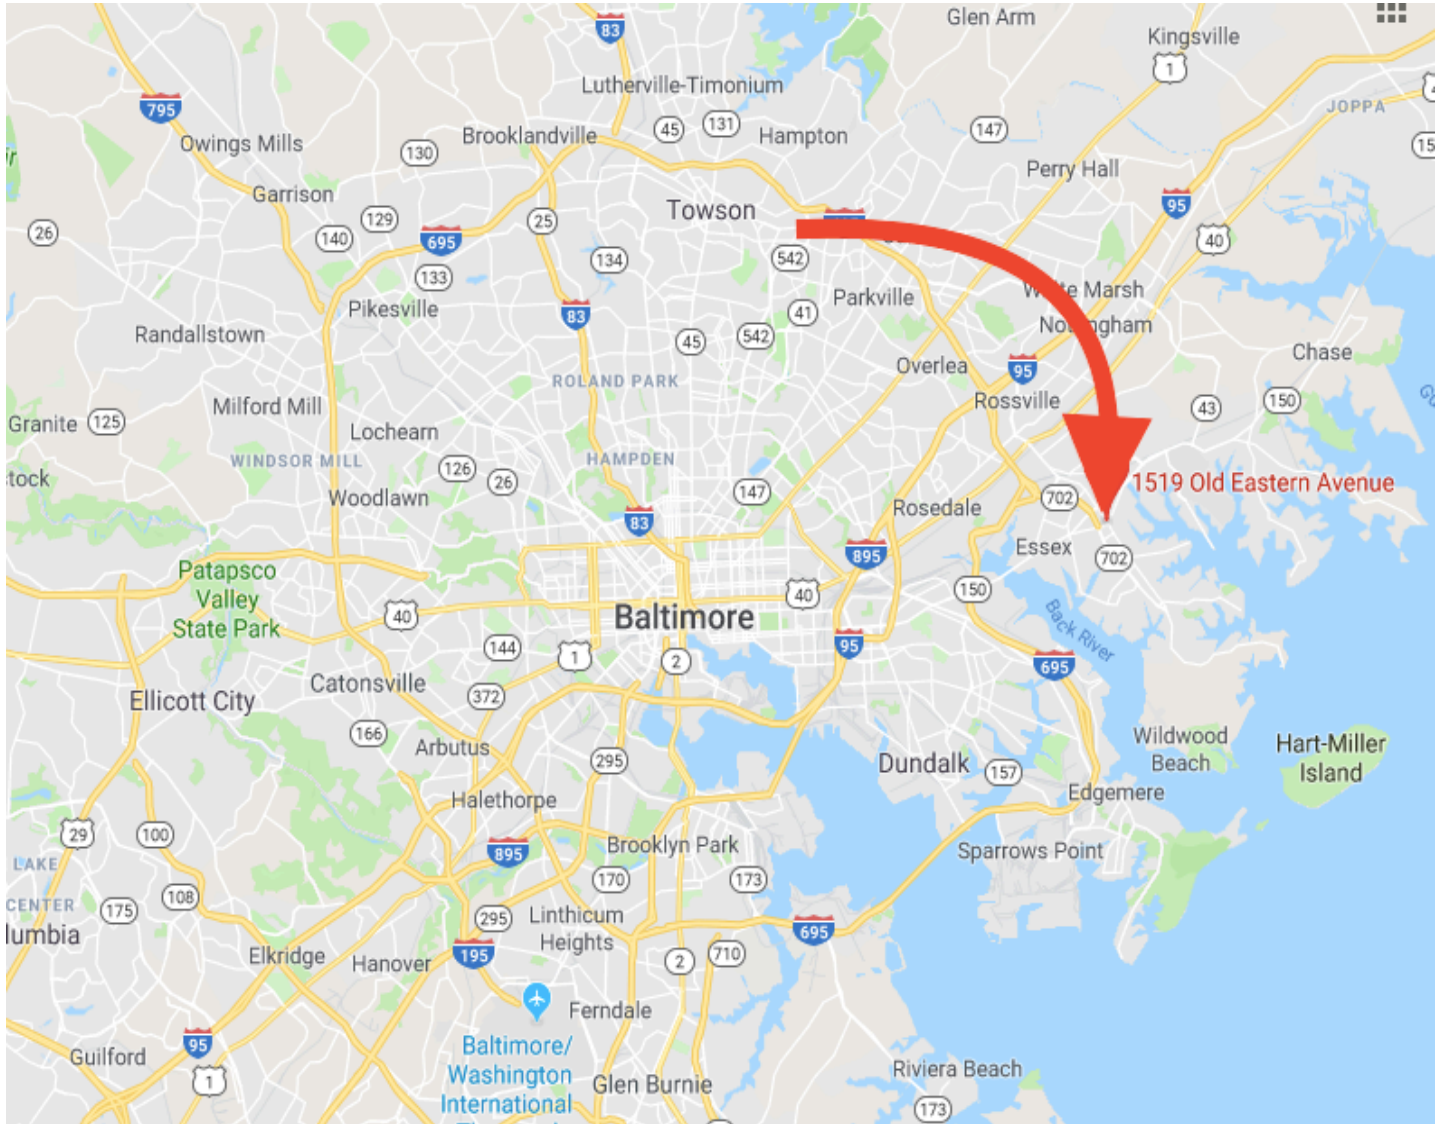 Glen Arm
Kingsville
83
1
Lutherville-Timonium
795
JOPPA
45
131
Hampton
147
Brooklandville
Owings Mills
130
Perry Hall
Garrison
95
129
25
Towson
26
140
695
40
133
134
542
Pikesville
Parkville
Marsh
83
41
Randallstown
45
542
Chase
Overlea
95
ROLAND PARK
Rossville
43
150
Milford Mill
Granite
125
Lochearn
WINDSOR MILL
126
HAMPDEN
26
147
1519 Old Eastern Avenue
Woodlawn
702
Rosedale
83
Essex
895
702
Patapsco
Valley
State Park
40
40
150
Baltimore
Back River
144
1
2
95
695
Ellicott City
Catonsville
372
166
Arbutus
295
Wildwood
Beach
Hart-Miller
Island
Dundalk
157
Edgemere
Halethorpe
29
100
895
Brooklyn Park
Sparrows Point
LAKE
170
173
108
CENTER
175
295
Linthicum
Heights
lumbia
695
Elkridge
Hanover
195
2
710
Ferndale
95
Guilford
Baltimore/
Washington
International
1
Glen Burnie
Riviera Beach
173